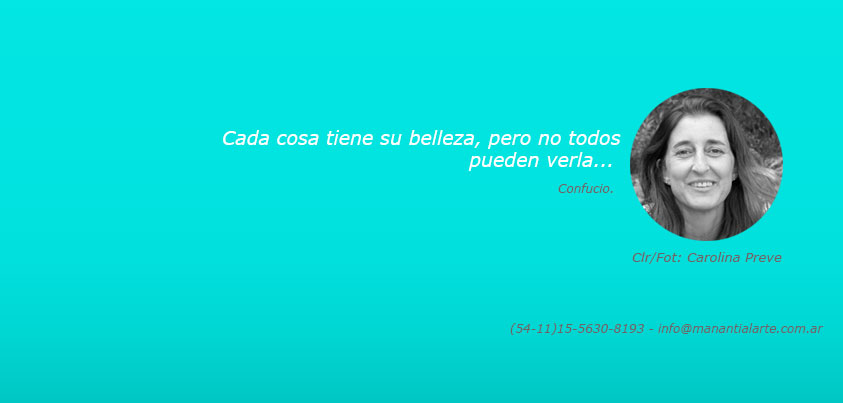 Cada cosa tiene su belleza, pero no todos
pueden verla...
Confucio.
Clr/Fot: Carolina Preve
(54-11)15-5630-8193 - info@manantialarte.com.ar